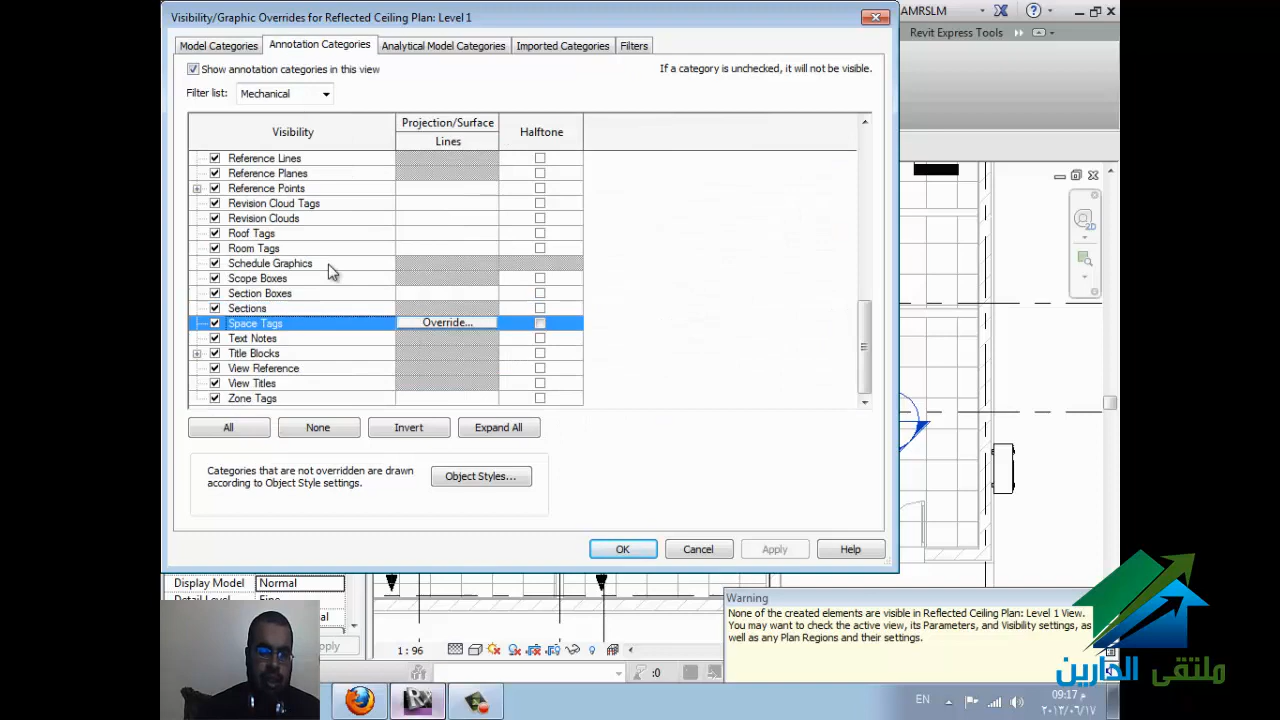 Visibility/Graphic Overrides for Reflected Ceiling Plan: Level 1
AMRSLM
Revit Express Tools
Model Categories
Annotation Categories
Analytical Model Categories
Imported Categories
Filters
Show annotation categories in this view
If a category is unchecked, it will not be visible.
Filter list:
Mechanical
Visibility
Projection/Surface
Lines
Halftone
Reference Lines
Reference Planes
Reference Points
Revision Cloud Tags
Revision Clouds
Roof Tags
Room Tags
Schedule Graphics
Scope Boxes
Section Boxes
Sections
Space Tags
Override...
Text Notes
Title Blocks
View Reference
View Titles
Zone Tags
All
None
Invert
Expand All
Categories that are not overridden are drawn
according to Object Style settings.
Object Styles...
OK
Cancel
Apply
Help
2D
Display Model
Normal
1 : 96
:0
Warning
None of the created elements are visible in Reflected Ceiling Plan: Level 1 View.
You may want to check the active view, its Parameters, and Visibility settings, as
well as any Plan Regions and their settings.
EN
09:17 م
٢٠١٣/٠٦/١٧
ملتقى الدارين